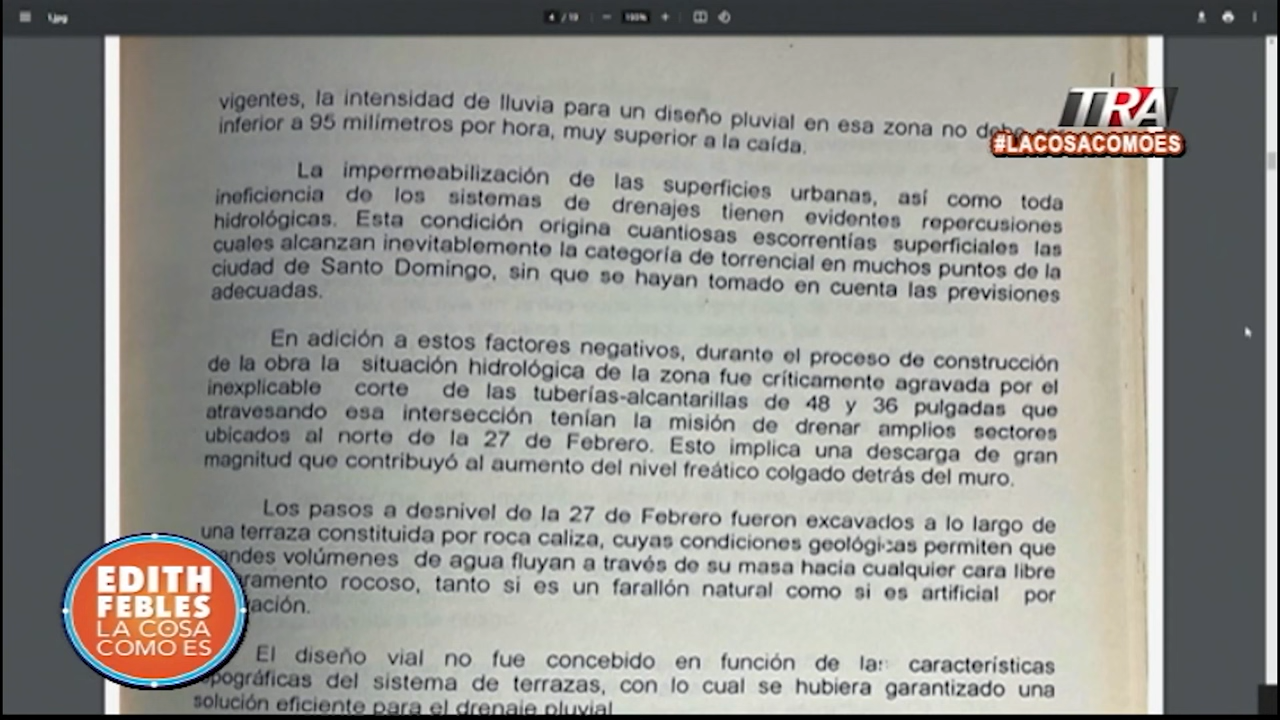 1.jpg
4 / 19
100%
TRA
#LACOSACOMOES
vigentes, la intensidad de lluvia para un diseño pluvial en esa zona no debe
inferior a 95 milímetros por hora, muy superior a la caída.
La impermeabilización de las superficies urbanas, así como toda
ineficiencia de los sistemas de drenajes tienen evidentes repercusiones
hidrológicas. Esta condición origina cuantiosas escorrentías superficiales las
cuales alcanzan inevitablemente la categoría de torrencial en muchos puntos de la
ciudad de Santo Domingo, sin que se hayan tomado en cuenta las previsiones
adecuadas.
En adición a estos factores negativos, durante el proceso de construcción
de la obra la situación hidrológica de la zona fue críticamente agravada por el
inexplicable corte de las tuberías-alcantarillas de 48 y 36 pulgadas que
atravesando esa intersección tenían la misión de drenar amplios sectores
ubicados al norte de la 27 de Febrero. Esto implica una descarga de gran
magnitud que contribuyó al aumento del nivel freático colgado detrás del muro.
Los pasos a desnivel de la 27 de Febrero fueron excavados a lo largo de
una terraza constituida por roca caliza, cuyas condiciones geológicas permiten que
andes volúmenes de agua fluyan a través de su masa hacia cualquier cara libre
ramento rocoso, tanto si es un farallón natural como si es artificial por
ación.
El diseño vial no fue concebido en función de las características
opográficas del sistema de terrazas, con lo cual se hubiera garantizado una
solución eficiente para el drenaje pluvial
EDITH
FEBLES
LA COSA
COMO ES